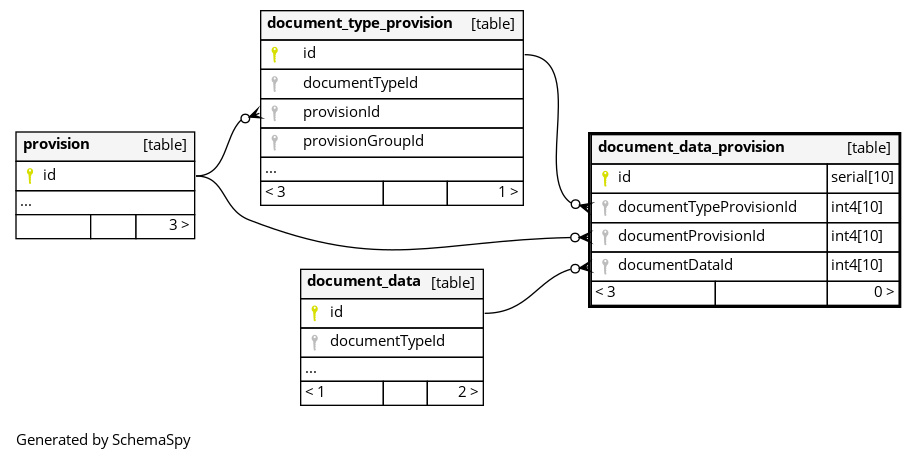 document_type_provision [table]
id
documentTypeId
provisionId
provisionGroupId
...
< 3 1 >
provision [table]
id
...
3 >
document_data_provision [table]
id serial[10]
documentTypeProvisionId int4[10]
documentProvisionId int4[10]
documentDataId int4[10]
< 3 0 >
document_data [table]
id
documentTypeId
...
< 1 2 >
Generated by SchemaSpy